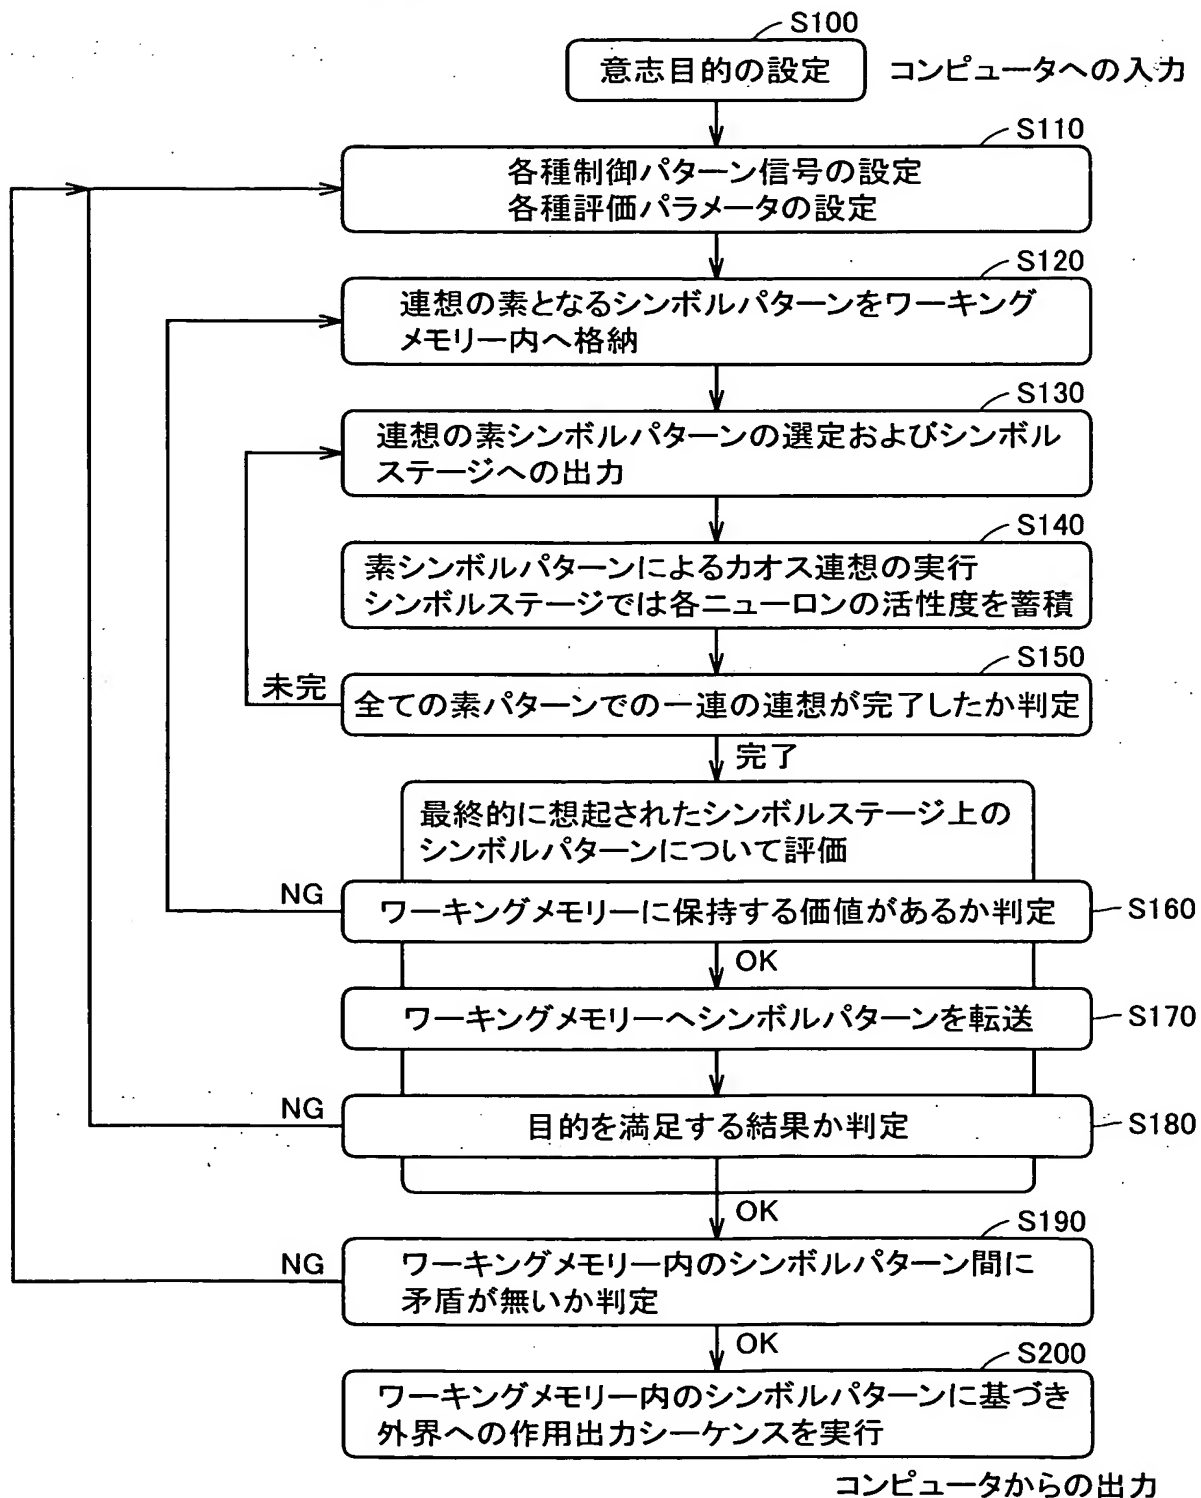 S100
意志目的の設定
コンピュータへの入力
S110
各種制御パターン信号の設定
各種評価パラメータの設定
S120
連想の素となるシンボルパターンをワーキング
メモリー内へ格納
S130
連想の素シンボルパターンの選定およびシンボル
ステージへの出力
S140
素シンボルパターンによるカオス連想の実行
シンボルステージでは各ニューロンの活性度を蓄積
S150
未完
全ての素パターンでの一連の連想が完了したか判定
完了
最終的に想起されたシンボルステージ上の
シンボルパターンについて評価
NG
ワーキングメモリーに保持する価値があるか判定
S160
OK
ワーキングメモリーへシンボルパターンを転送
S170
NG
目的を満足する結果か判定
S180
OK
S190
NG
ワーキングメモリー内のシンボルパターン間に
矛盾が無いか判定
OK
S200
ワーキングメモリー内のシンボルパターンに基づき
外界への作用出力シーケンスを実行
コンピュータからの出力